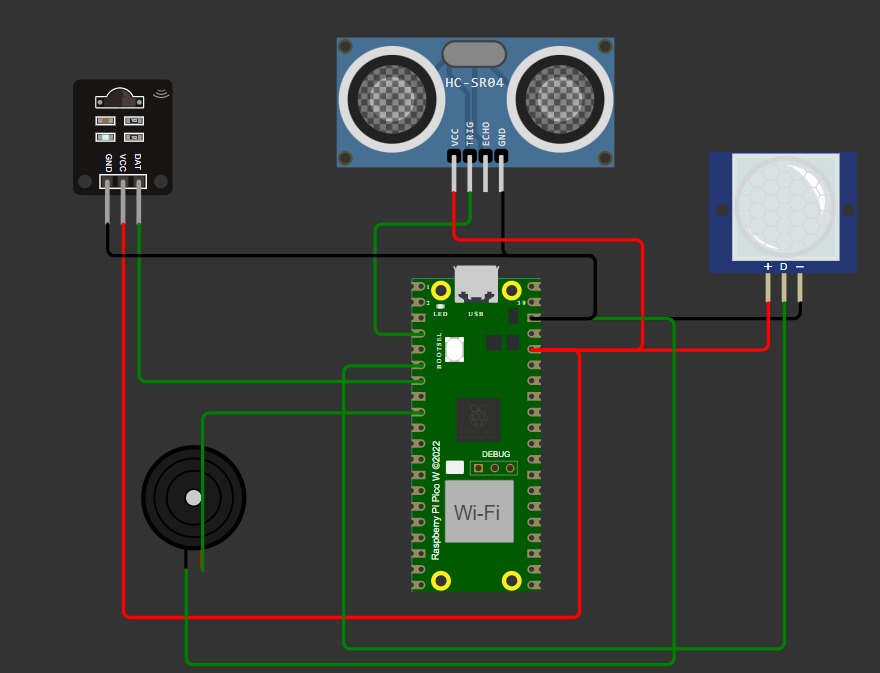 HC-SR04
VCC
TRIG
ECHO
GND
GND
VCC
DAT
+ D −
1
2
39
LED
USB
BOOTSEL
DEBUG
Raspberry Pi Pico W ©2022
Wi-Fi